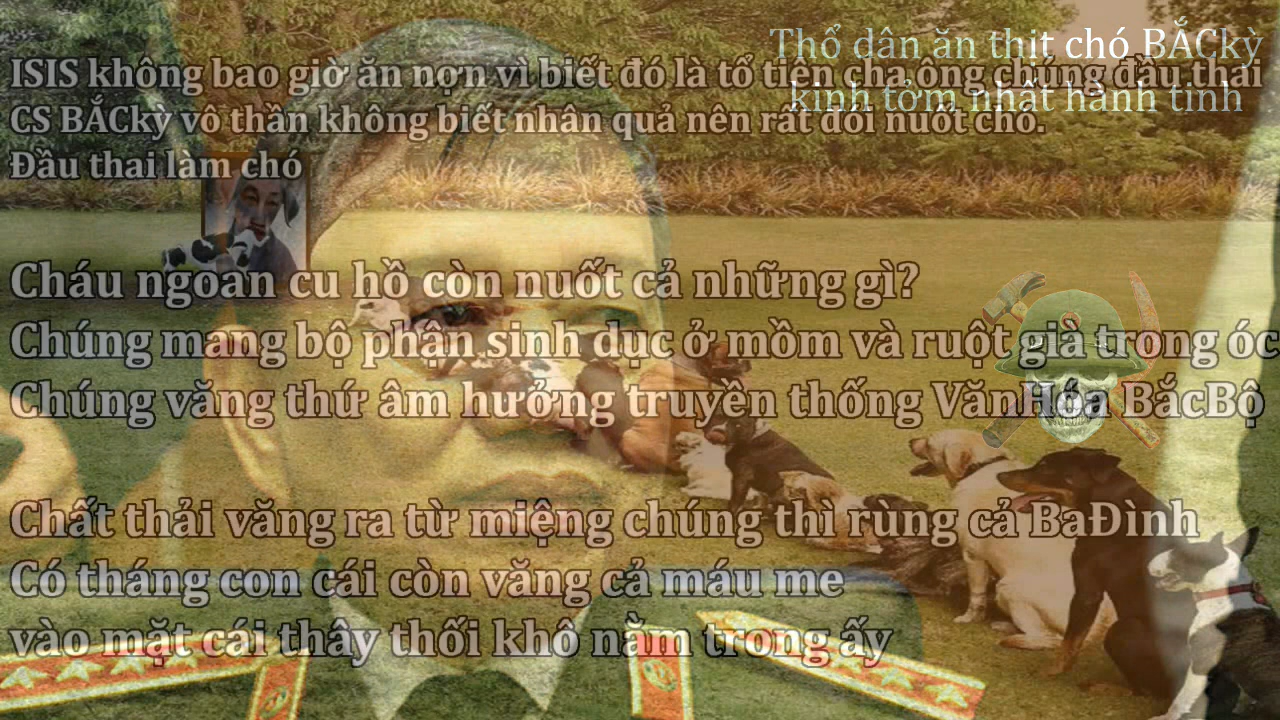 Thổ dân ăn thịt chó BẮCkỳ
kinh tởm nhất hành tinh
ISIS không bao giờ ăn nợn vì biết đó là tổ tiên cha ông chúng đầu thai
CS BẮCkỳ vô thần không biết nhân quả nên rất đói nuốt chó.
Đầu thai làm chó
Cháu ngoan cu hồ còn nuốt cả những gì?
Chúng mang bộ phận sinh dục ở mồm và ruột già trong óc
Chúng văng thứ âm hưởng truyền thống VănHóa BắcBộ
Chất thải văng ra từ miệng chúng thì rùng cả BaĐình
Có tháng con cái còn văng cả máu me
vào mặt cái thây thối khô nằm trong ấy